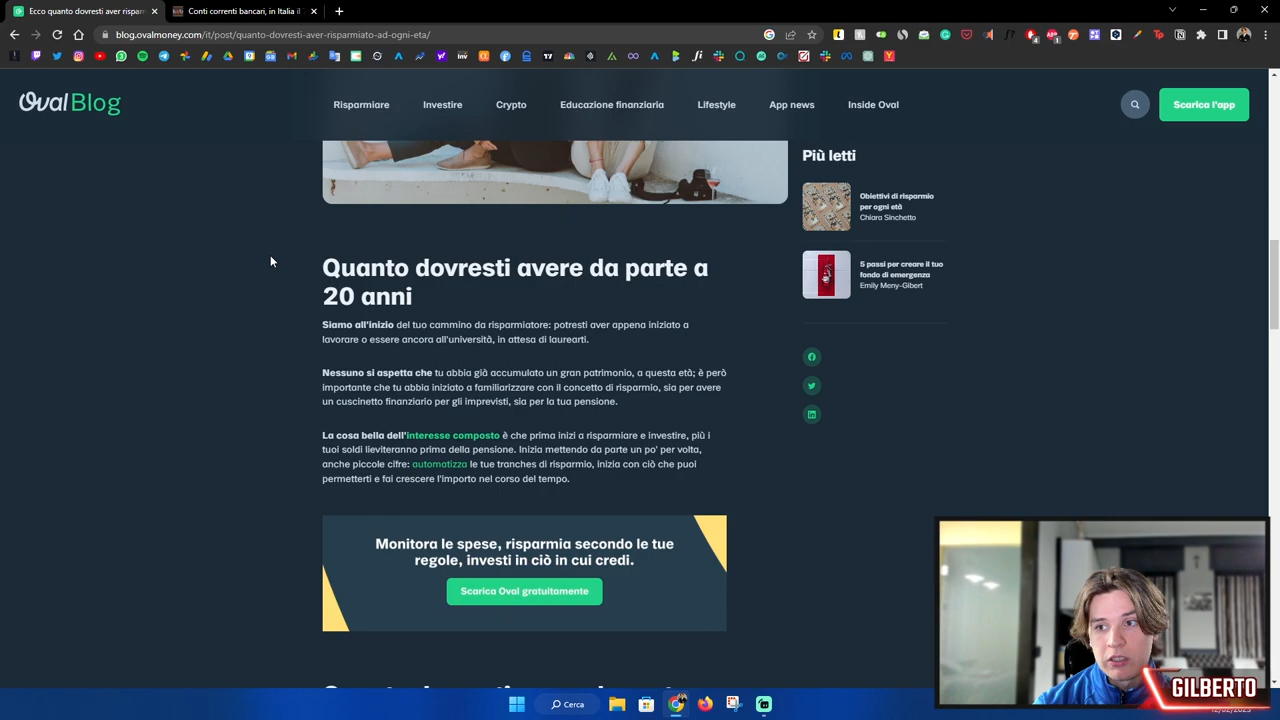 Ecco quanto dovresti aver rispar
Conti correnti bancari, in Italia il
blog.ovalmoney.com/it/post/quanto-dovresti-aver-risparmiato-ad-ogni-eta/
Oval Blog
Risparmiare
Investire
Crypto
Educazione finanziaria
Lifestyle
App news
Inside Oval
Scarica l'app
Quanto dovresti avere da parte a
20 anni
Siamo all'inizio del tuo cammino da risparmiatore: potresti aver appena iniziato a
lavorare o essere ancora all'università, in attesa di laurearti.
Nessuno si aspetta che tu abbia già accumulato un gran patrimonio, a questa età; è però
importante che tu abbia iniziato a familiarizzare con il concetto di risparmio, sia per avere
un cuscinetto finanziario per gli imprevisti, sia per la tua pensione.
La cosa bella dell'interesse composto è che prima inizi a risparmiare e investire, più i
tuoi soldi lieviteranno prima della pensione. Inizia mettendo da parte un po' per volta,
anche piccole cifre: automatizza le tue tranches di risparmio, inizia con ciò che puoi
permetterti e fai crescere l'importo nel corso del tempo.
Monitora le spese, risparmia secondo le tue
regole, investi in ciò in cui credi.
Scarica Oval gratuitamente
Più letti
Obiettivi di risparmio
per ogni età
Chiara Sinchetto
5 passi per creare il tuo
fondo di emergenza
Emily Meny-Gibert
Cerca
GILBERTO